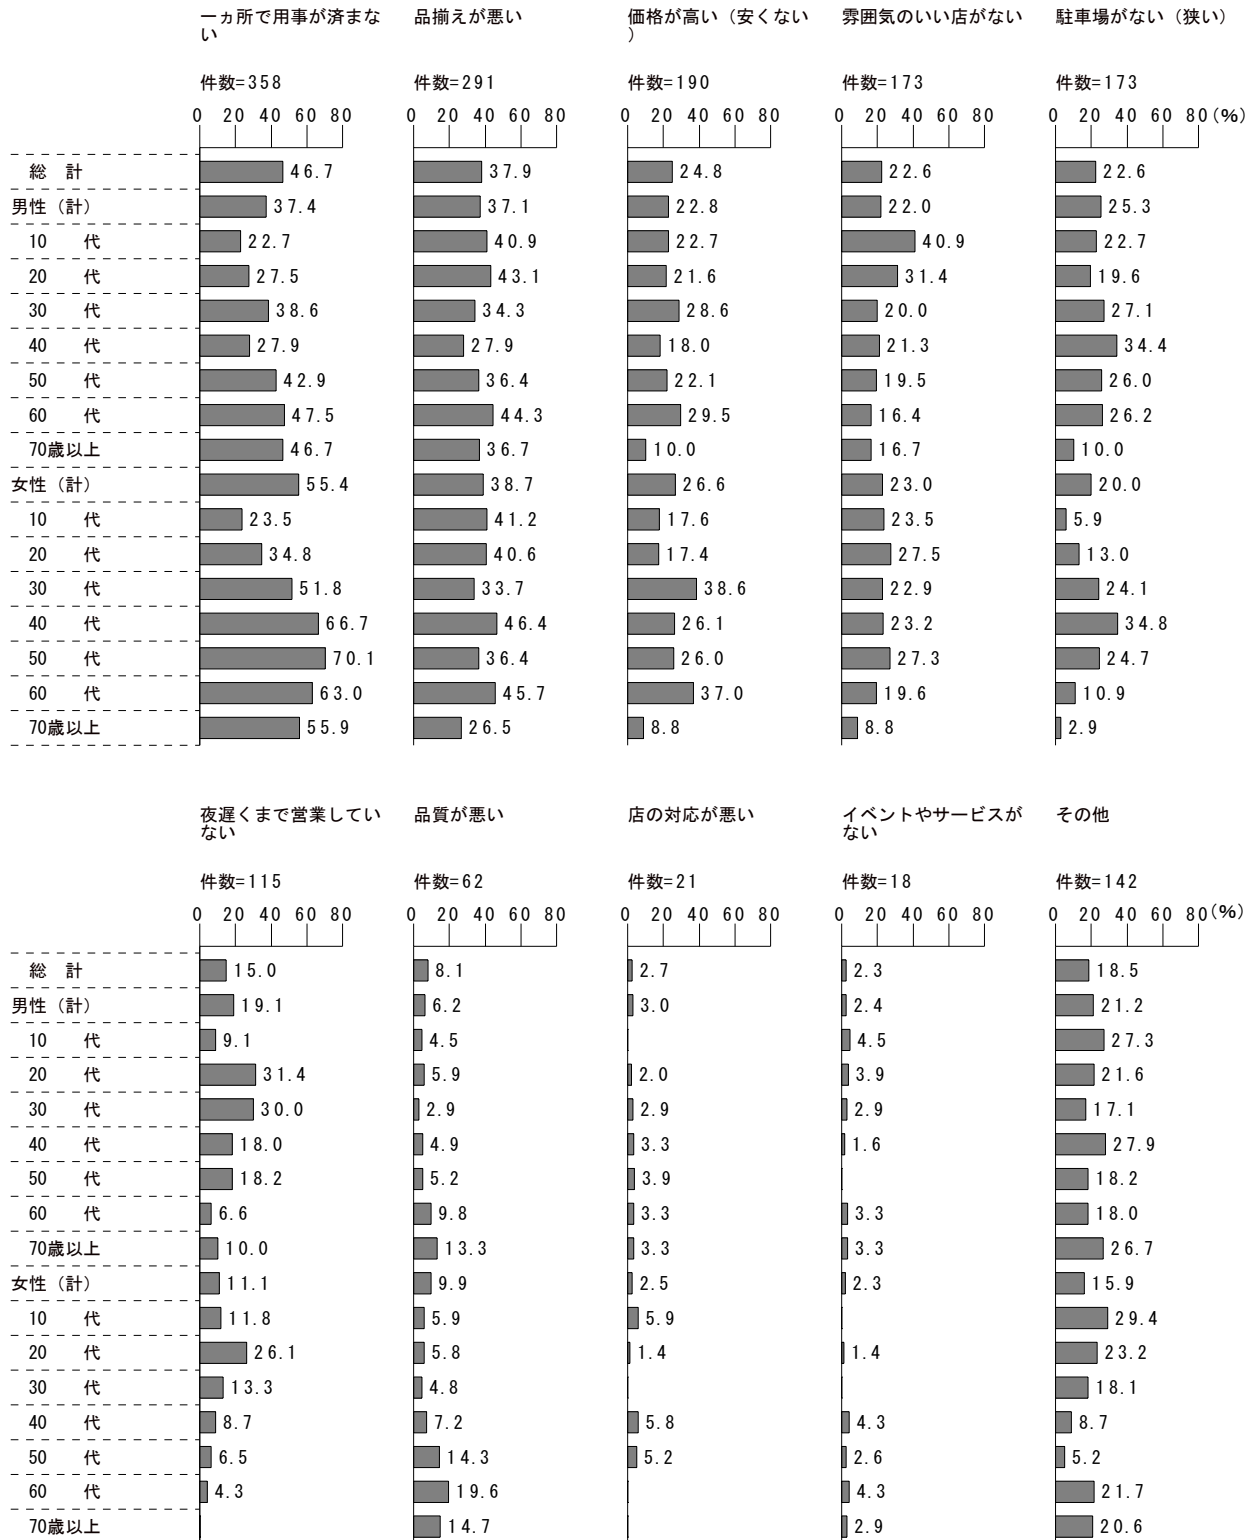 一ヵ所で用事が済まな 品揃えが悪い 価格が高い（安くない 雰囲気のいい店がない 駐車場がない（狭い）
い ）
件数=358 件数=291 件数=190 件数=173 件数=173
0 20 40 60 80 0 20 40 60 80 0 20 40 60 80 0 20 40 60 80 0 20 40 60 80(%)
総 計 46.7 37.9 24.8 22.6 22.6
男性（計） 37.4 37.1 22.8 22.0 25.3
10 代 22.7 40.9 22.7 40.9 22.7
20 代 27.5 43.1 21.6 31.4 19.6
30 代 38.6 34.3 28.6 20.0 27.1
40 代 27.9 27.9 18.0 21.3 34.4
50 代 42.9 36.4 22.1 19.5 26.0
60 代 47.5 44.3 29.5 16.4 26.2
70歳以上 46.7 36.7 10.0 16.7 10.0
女性（計） 55.4 38.7 26.6 23.0 20.0
10 代 23.5 41.2 17.6 23.5 5.9
20 代 34.8 40.6 17.4 27.5 13.0
30 代 51.8 33.7 38.6 22.9 24.1
40 代 66.7 46.4 26.1 23.2 34.8
50 代 70.1 36.4 26.0 27.3 24.7
60 代 63.0 45.7 37.0 19.6 10.9
70歳以上 55.9 26.5 8.8 8.8 2.9
夜遅くまで営業してい 品質が悪い 店の対応が悪い イベントやサービスが その他
ない ない
件数=115 件数=62 件数=21 件数=18 件数=142
0 20 40 60 80 0 20 40 60 80 0 20 40 60 80 0 20 40 60 80 0 20 40 60 80(%)
総 計 15.0 8.1 2.7 2.3 18.5
男性（計） 19.1 6.2 3.0 2.4 21.2
10 代 9.1 4.5 4.5 27.3
20 代 31.4 5.9 2.0 3.9 21.6
30 代 30.0 2.9 2.9 2.9 17.1
40 代 18.0 4.9 3.3 1.6 27.9
50 代 18.2 5.2 3.9 18.2
60 代 6.6 9.8 3.3 3.3 18.0
70歳以上 10.0 13.3 3.3 3.3 26.7
女性（計） 11.1 9.9 2.5 2.3 15.9
10 代 11.8 5.9 5.9 29.4
20 代 26.1 5.8 1.4 1.4 23.2
30 代 13.3 4.8 18.1
40 代 8.7 7.2 5.8 4.3 8.7
50 代 6.5 14.3 5.2 2.6 5.2
60 代 4.3 19.6 4.3 21.7
70歳以上 14.7 2.9 20.6